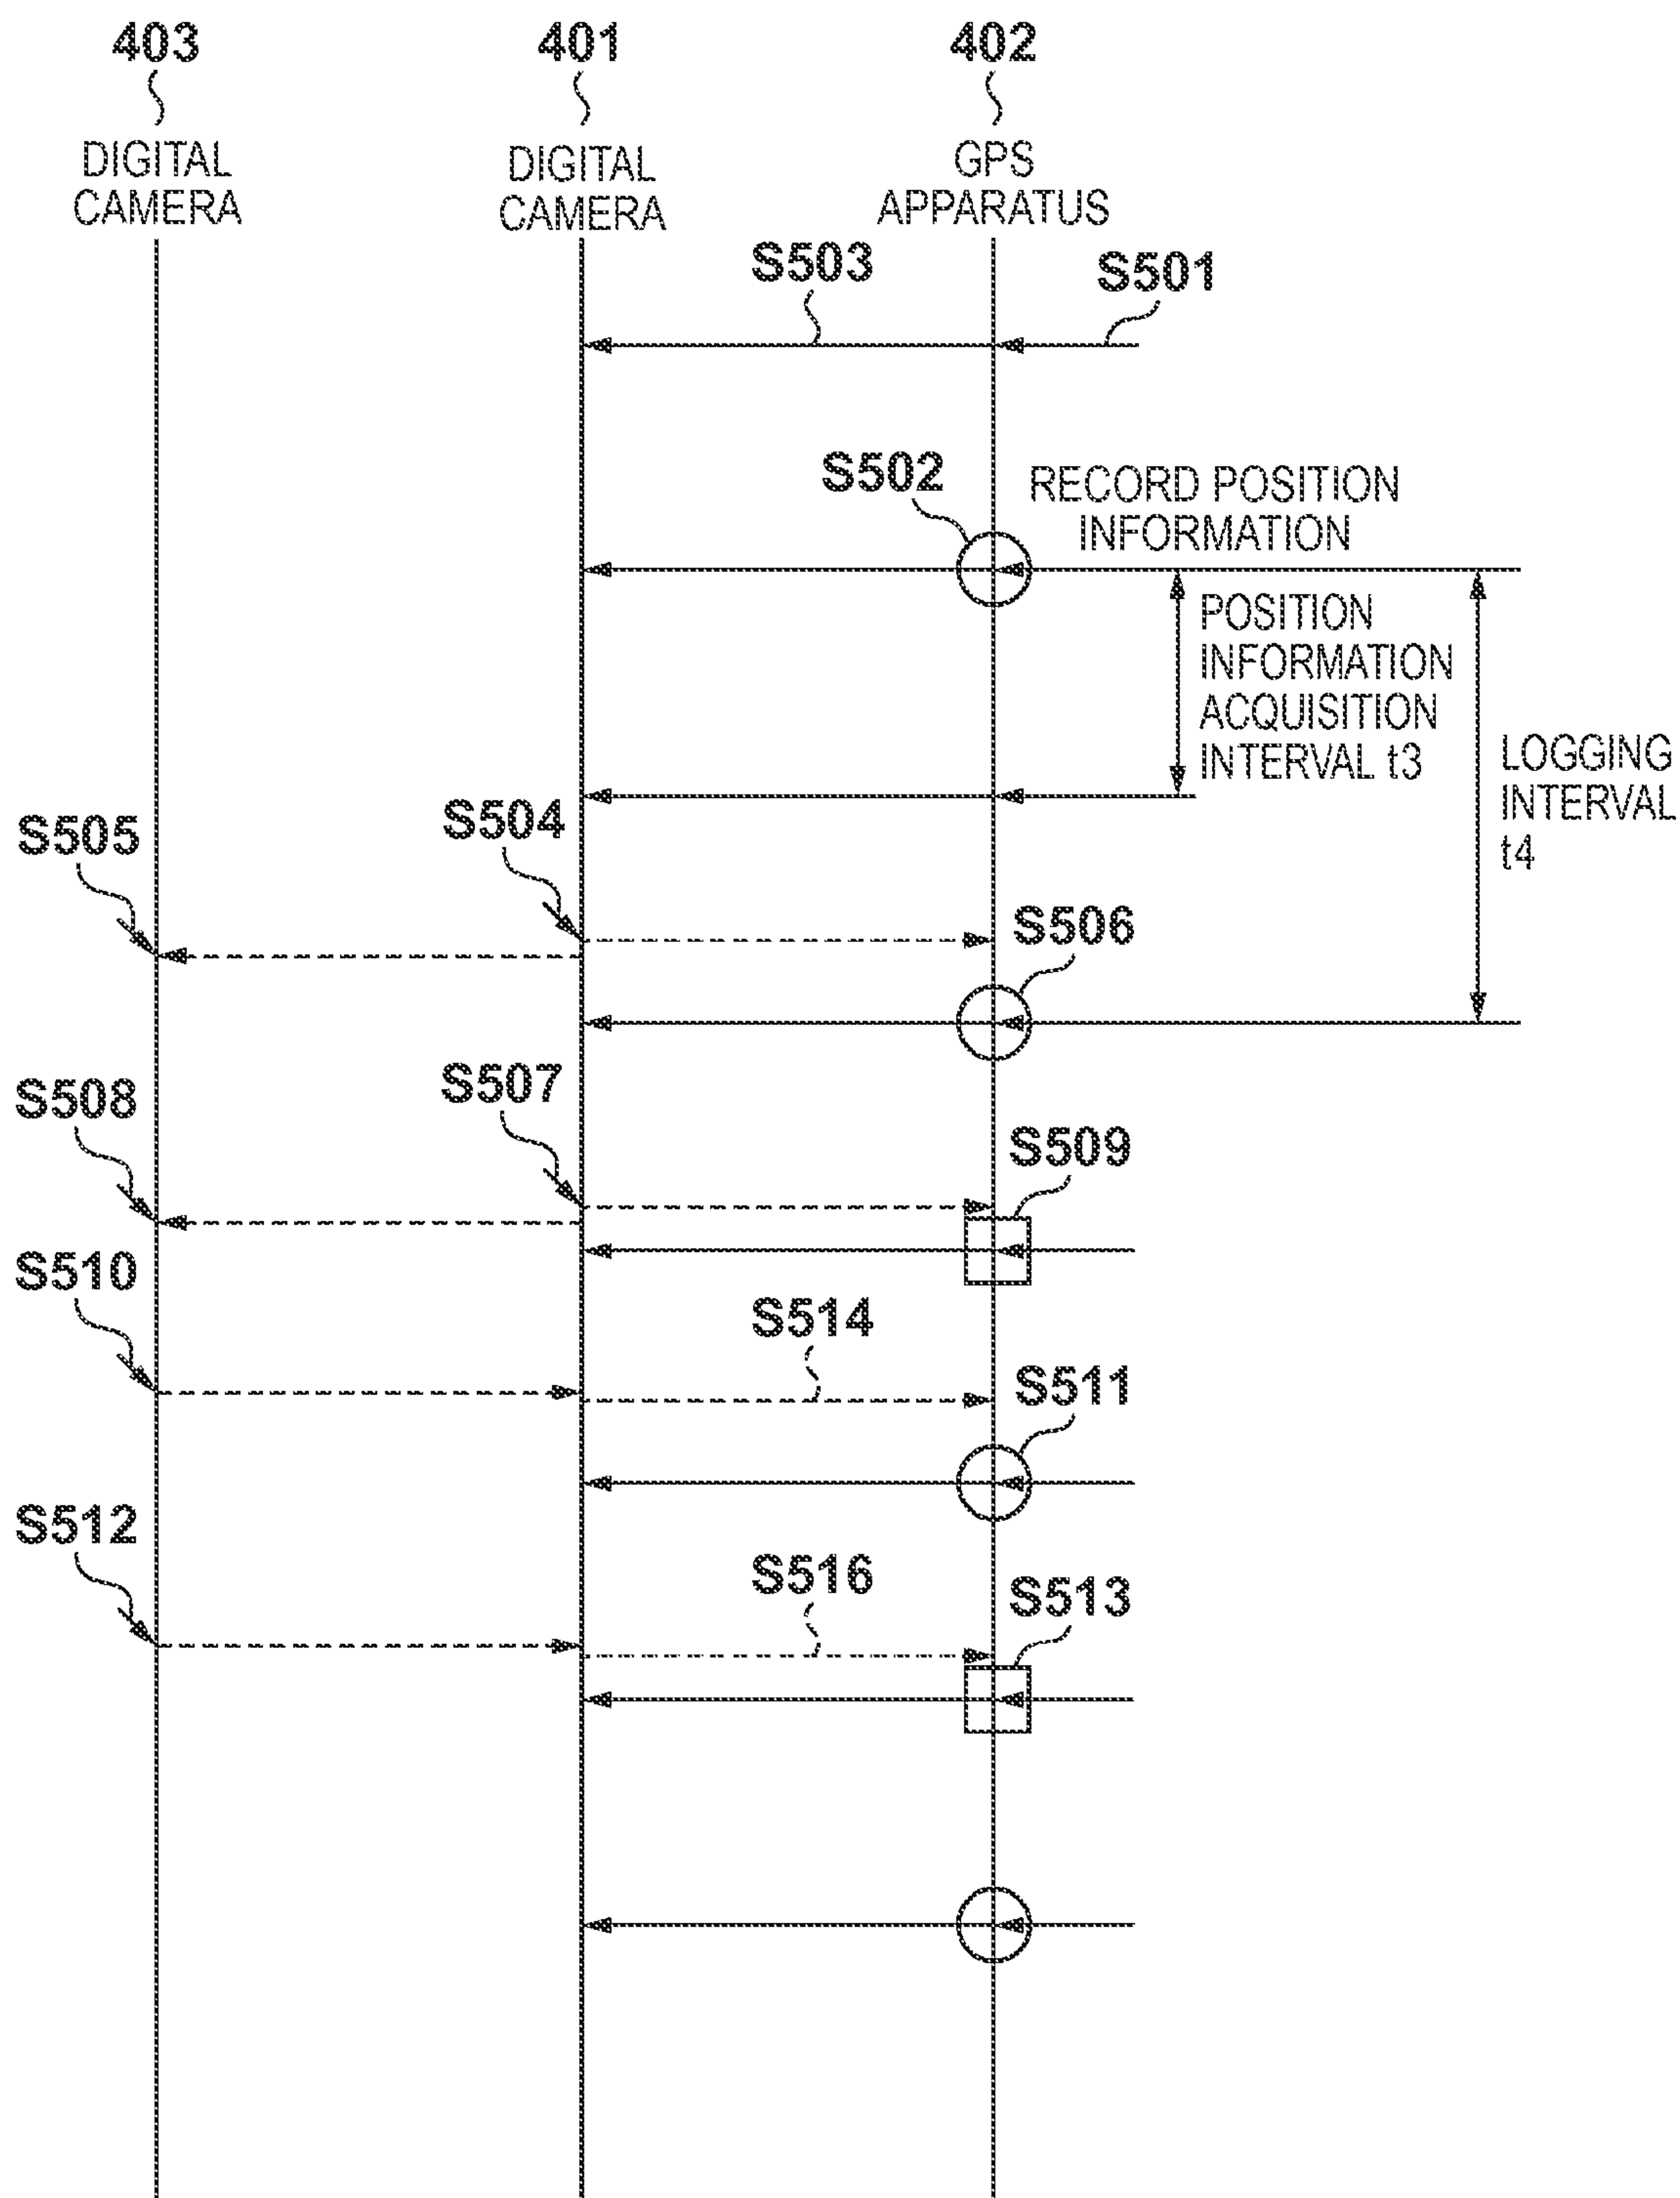 403
401
402
DIGITAL
CAMERA
DIGITAL
CAMERA
GPS
APPARATUS
S503
S501
S502
RECORD POSITION
INFORMATION
POSITION
INFORMATION
ACQUISITION
INTERVAL t3
LOGGING
INTERVAL
t4
S505
S504
S506
S508
S507
S509
S510
S514
S511
S512
S516
S513